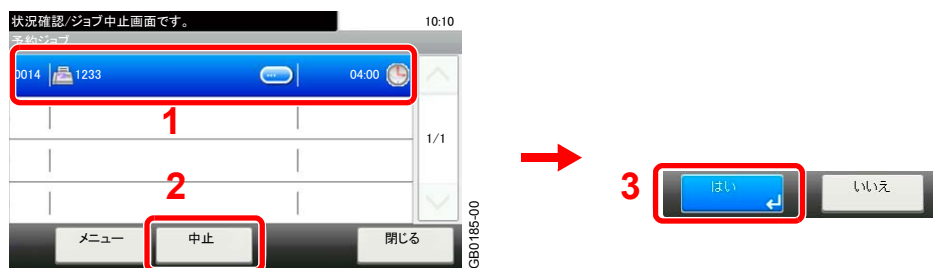 状況確認/ジョブ中止画面です。 10:10
予約ジョブ
0014 1233 ... 04:00
1
1/1
2
メニュー 中止 閉じる
GB0185-00
3 はい いいえ